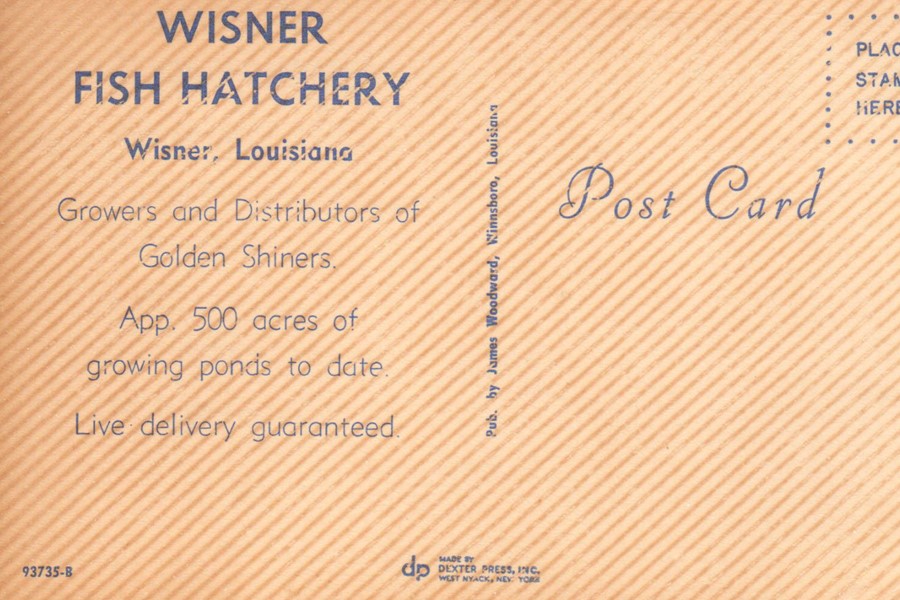 WISNER
FISH HATCHERY
Wisner, Louisiana
Growers and Distributors of
Golden Shiners.
App. 500 acres of
growing ponds to date.
Live delivery guaranteed.
93735-B
Pub. by James Woodward, Winnsboro, Louisiana
dp
MADE BY
DEXTER PRESS, INC.
WEST NYACK, NEW YORK
Post Card
PLAC
STAM
HERE